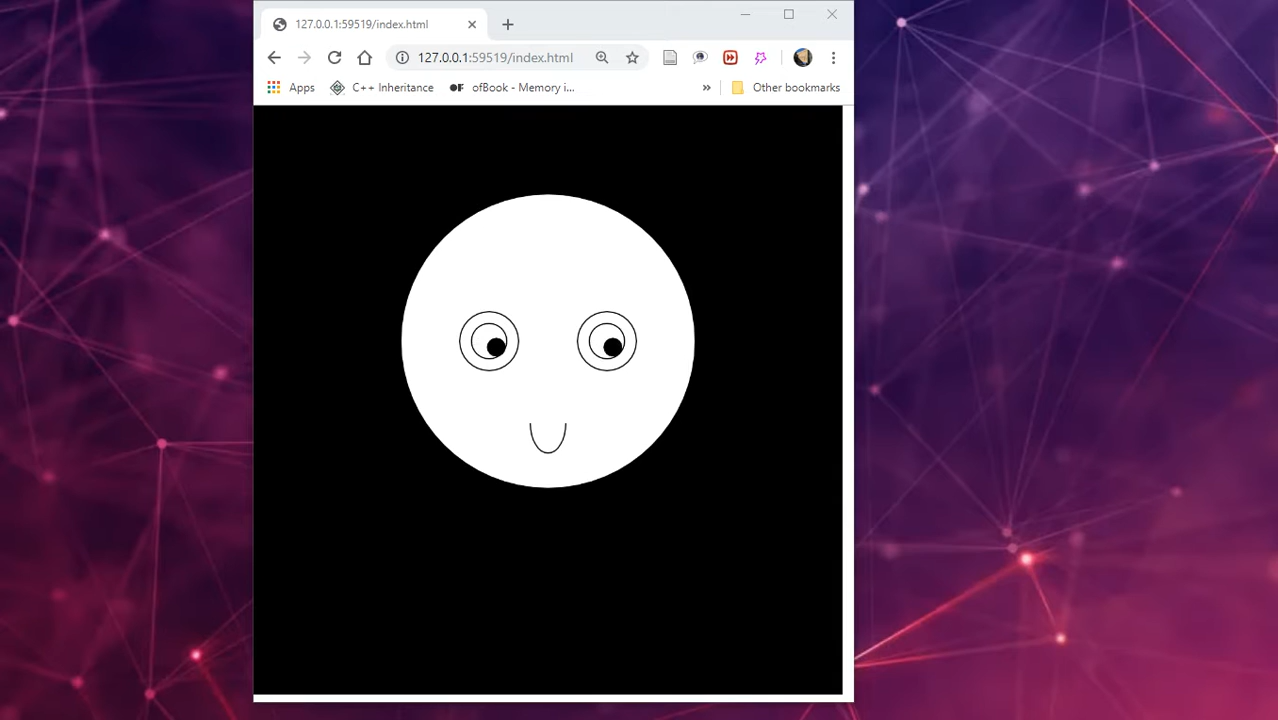 127.0.0.1:59519/index.html
127.0.0.1:59519/index.html
Apps C++ Inheritance OF ofBook - Memory i... » Other bookmarks